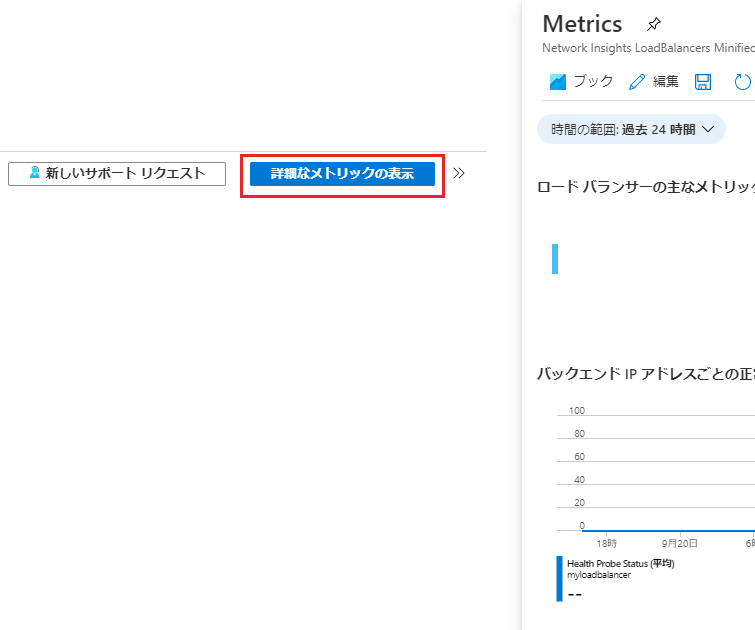 新しいサポート リクエスト
詳細なメトリックの表示
Metrics
Network Insights LoadBalancers Minified
ブック
編集
時間の範囲: 過去 24 時間
ロード バランサーの主なメトリック
バックエンド IP アドレスごとの正常
100
80
60
40
20
0
18時
9月20日
6時
Health Probe Status (平均)
myloadbalancer
--